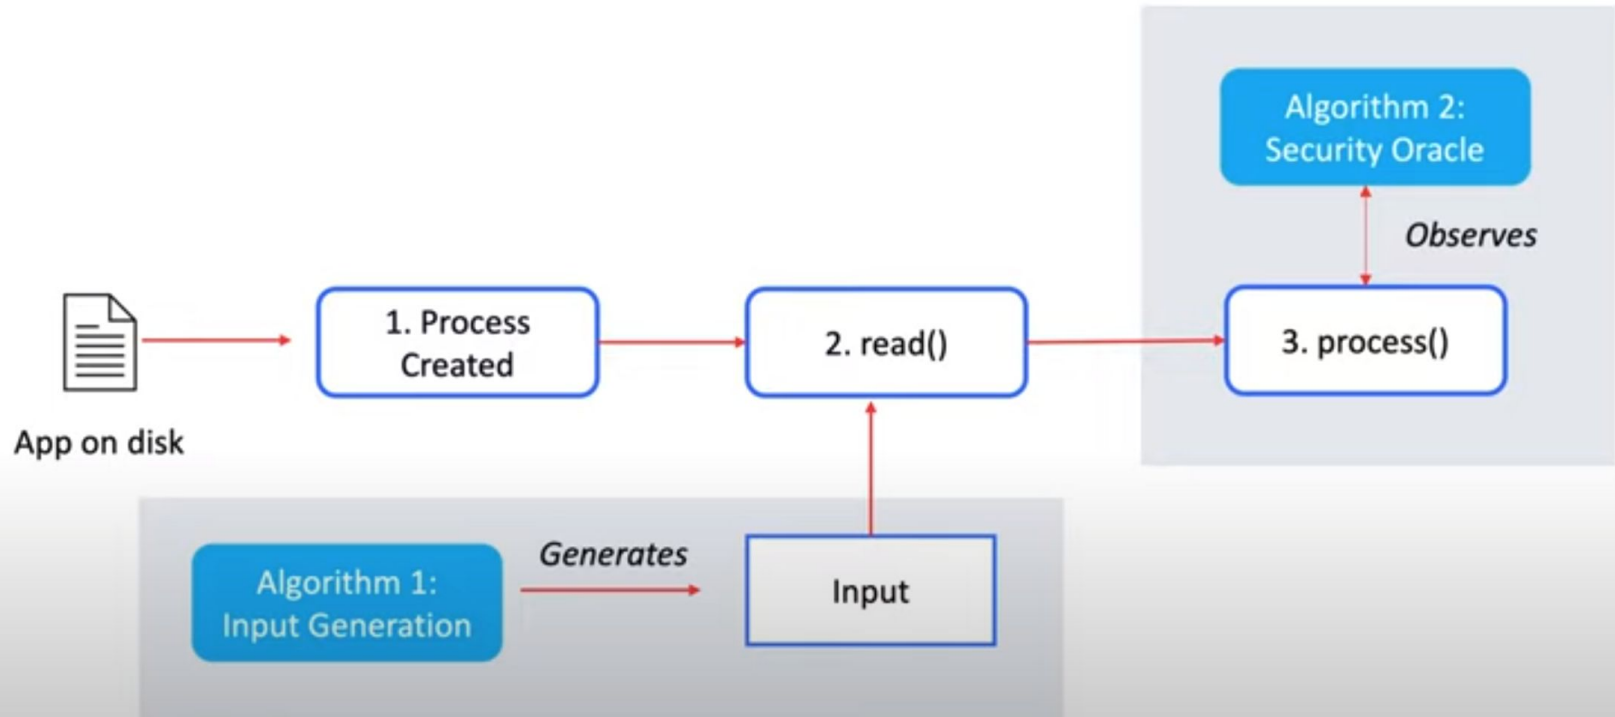 Algorithm 2:
Security Oracle
Observes
1. Process
Created
2. read()
3. process()
App on disk
Algorithm 1:
Input Generation
Generates
Input